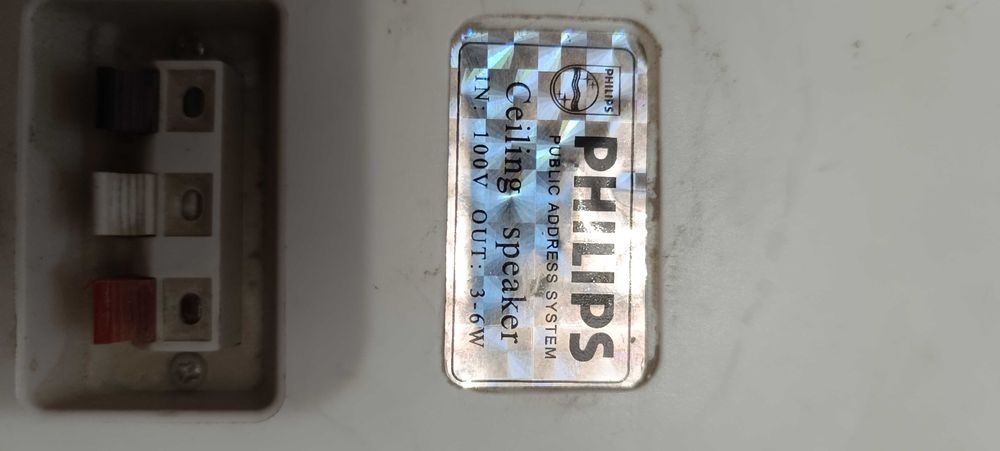 PHILIPS
PHILIPS
PUBLIC ADDRESS SYSTEM
Ceiling speaker
IN: 100V OUT: 3-6W